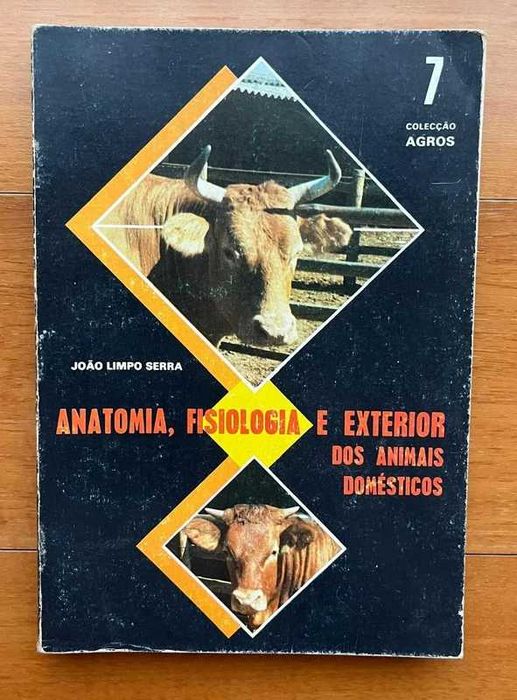 7
COLECÇÃO
AGROS
JOÃO LIMPO SERRA
ANATOMIA, FISIOLOGIA E EXTERIOR
DOS ANIMAIS
DOMÉSTICOS